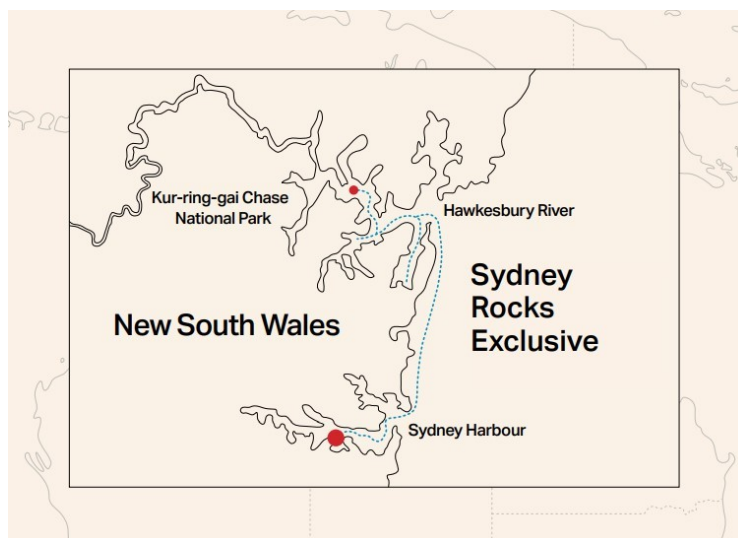 Kur-ring-gai Chase
National Park
Hawkesbury River
Sydney
Rocks
Exclusive
New South Wales
Sydney Harbour